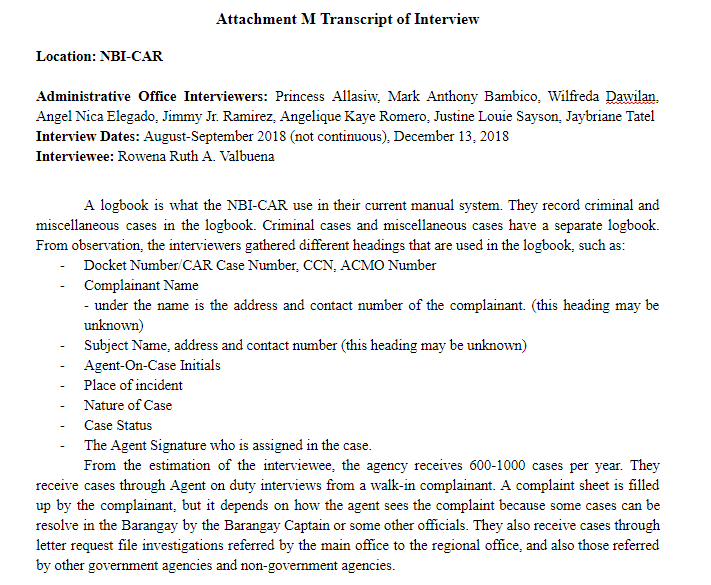 Attachment M Transcript of Interview
Location: NBI-CAR
Administrative Office Interviewers: Princess Allasiw, Mark Anthony Bambico, Wilfreda Dawilan,
Angel Nica Elegado, Jimmy Jr. Ramirez, Angelique Kaye Romero, Justine Louie Sayson, Jaybriane Tatel
Interview Dates: August-September 2018 (not continuous), December 13, 2018
Interviewee: Rowena Ruth A. Valbuena
A logbook is what the NBI-CAR use in their current manual system. They record criminal and
miscellaneous cases in the logbook. Criminal cases and miscellaneous cases have a separate logbook.
From observation, the interviewers gathered different headings that are used in the logbook, such as:
- Docket Number/CAR Case Number, CCN, ACMO Number
- Complainant Name
- under the name is the address and contact number of the complainant. (this heading may be
unknown)
- Subject Name, address and contact number (this heading may be unknown)
- Agent-On-Case Initials
- Place of incident
- Nature of Case
- Case Status
- The Agent Signature who is assigned in the case.
From the estimation of the interviewee, the agency receives 600-1000 cases per year. They
receive cases through Agent on duty interviews from a walk-in complainant. A complaint sheet is filled
up by the complainant, but it depends on how the agent sees the complaint because some cases can be
resolve in the Barangay by the Barangay Captain or some other officials. They also receive cases through
letter request file investigations referred by the main office to the regional office, and also those referred
by other government agencies and non-government agencies.